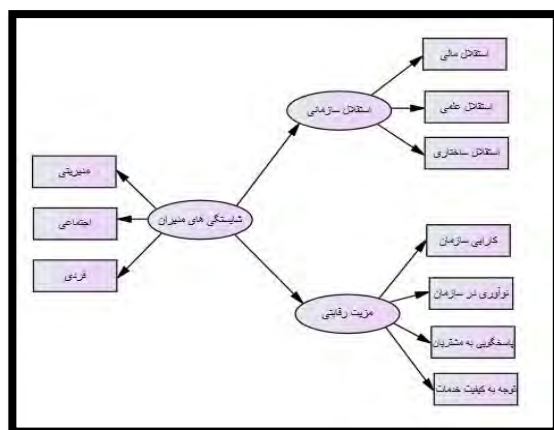 استقلال مالی
استقلال علمی
استقلال ساختاری
استقلال سازمانی
شایستگی های مدیران
مدیریتی
اجتماعی
فردی
مزیت رقابتی
کارایی سازمان
نوآوری در سازمان
پاسخگویی به مشتریان
توجه به کیفیت خدمات